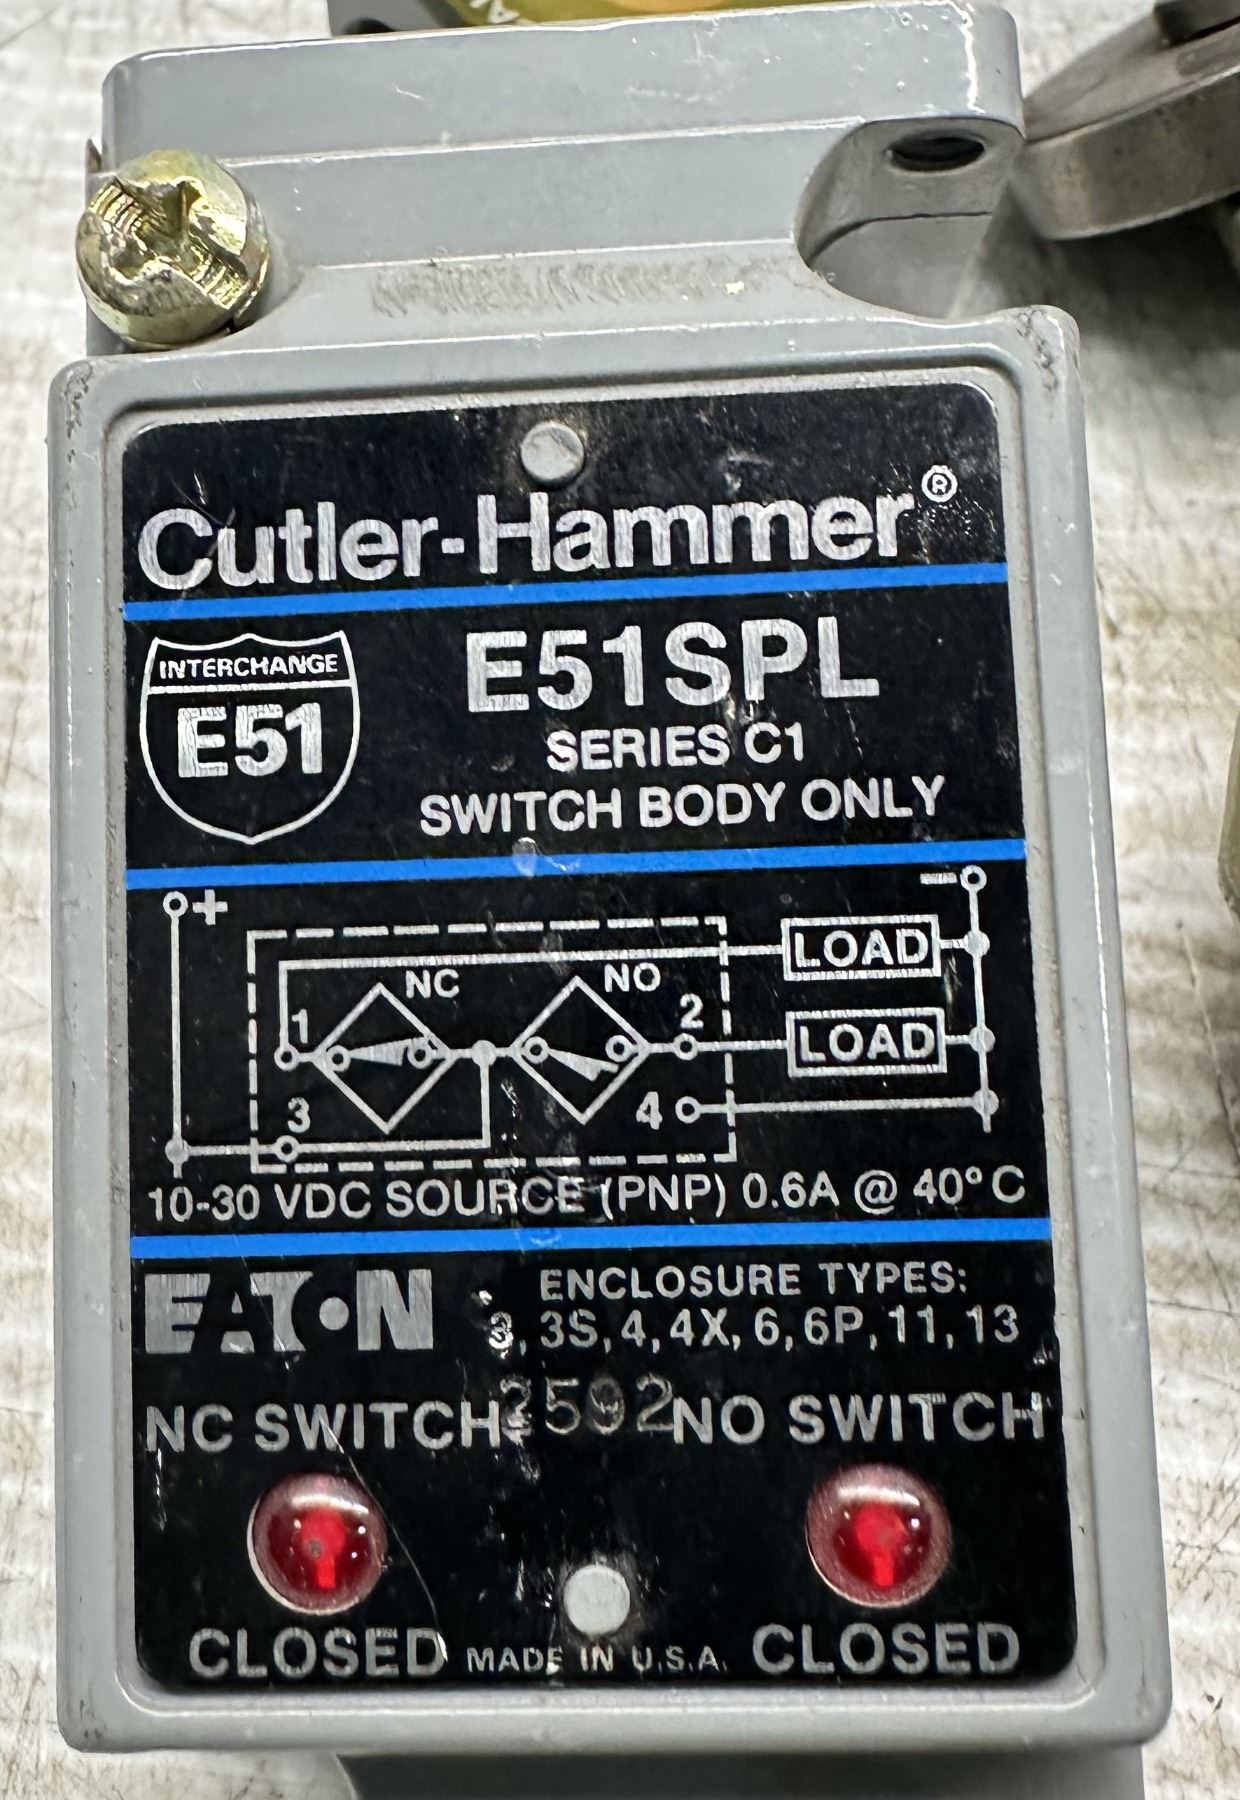 Cutler-Hammer®
INTERCHANGE
E51
E51SPL
SERIES C1
SWITCH BODY ONLY
+
-
NC
NO
LOAD
1
2
LOAD
3
4
10-30 VDC SOURCE (PNP) 0.6A @ 40°C
EATON
ENCLOSURE TYPES:
3, 3S, 4, 4X, 6, 6P, 11, 13
NC SWITCH
2592
NO SWITCH
CLOSED
MADE IN U.S.A.
CLOSED